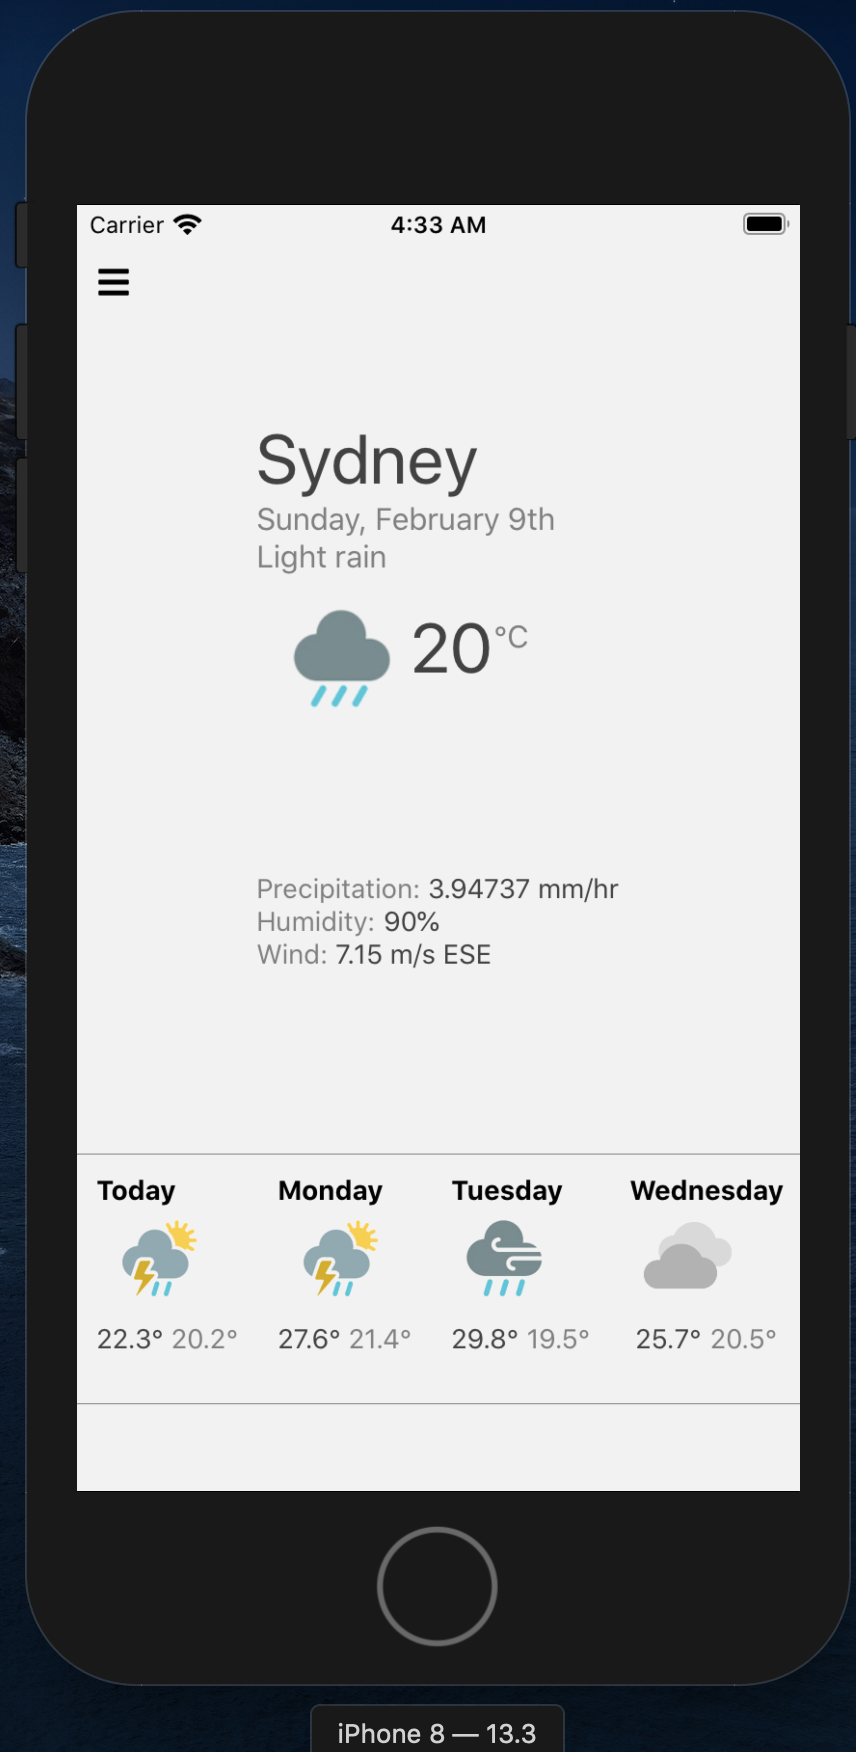 Carrier 4:33 AM
Sydney
Sunday, February 9th
Light rain
20°C
Precipitation: 3.94737 mm/hr
Humidity: 90%
Wind: 7.15 m/s ESE
Today Monday Tuesday Wednesday
22.3° 20.2° 27.6° 21.4° 29.8° 19.5° 25.7° 20.5°
iPhone 8 — 13.3